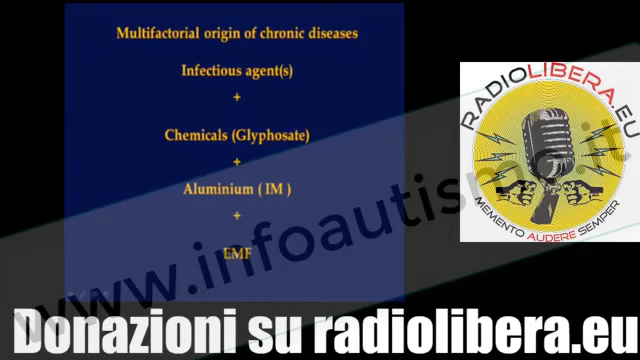 Multifactorial origin of chronic diseases
Infectious agent(s)
+
Chemicals (Glyphosate)
+
Aluminium ( IM )
+
EMF
RADIOLIBERA.EU
MEMENTO AUDERE SEMPER
www.infoautismo.it
Donazioni su radiolibera.eu